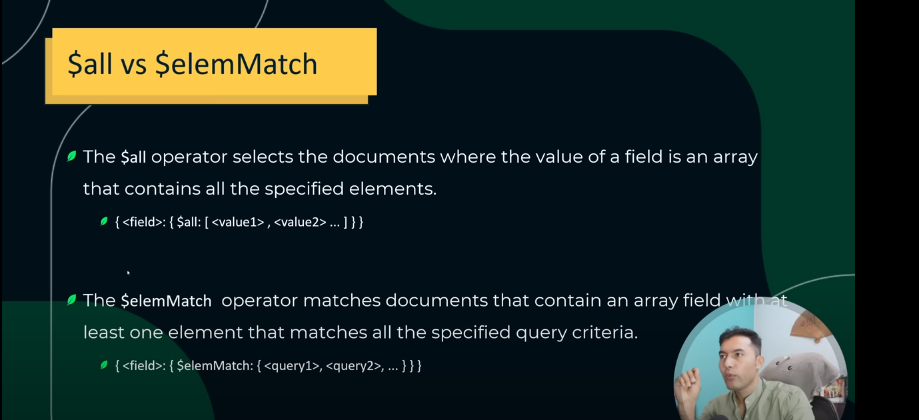 $all vs $elemMatch
The $all operator selects the documents where the value of a field is an array
that contains all the specified elements.
{ <field>: { $all: [ <value1> , <value2> ... ] } }
The $elemMatch operator matches documents that contain an array field with at
least one element that matches all the specified query criteria.
{ <field>: { $elemMatch: { <query1>, <query2>, ... } } }